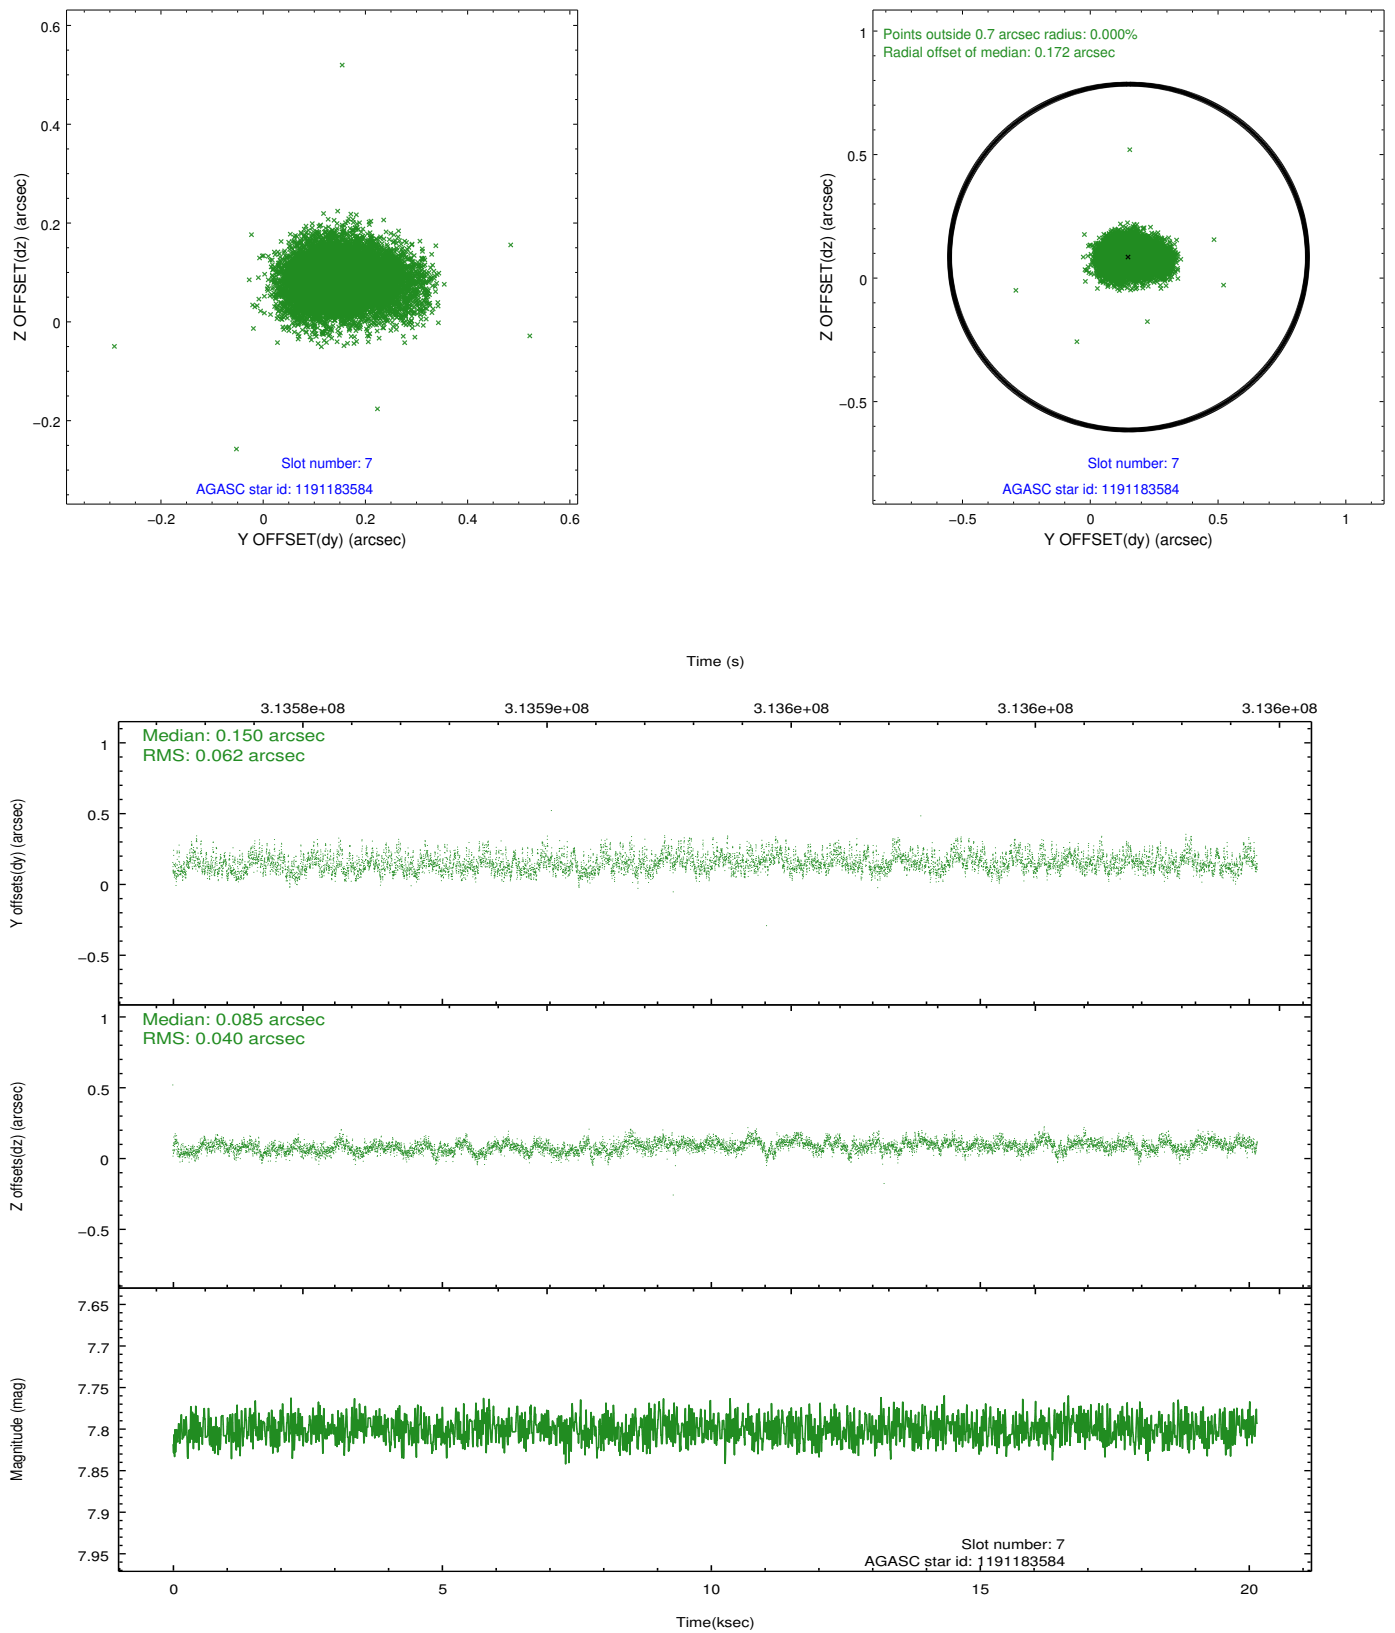 0.6
0.4
0.2
0
−0.2
Z OFFSET(dz) (arcsec)
Slot number: 7
AGASC star id: 1191183584
−0.2
0
0.2
0.4
0.6
Y OFFSET(dy) (arcsec)
Points outside 0.7 arcsec radius: 0.000%
Radial offset of median: 0.172 arcsec
1
0.5
0
−0.5
Z OFFSET(dz) (arcsec)
Slot number: 7
AGASC star id: 1191183584
−0.5
0
0.5
1
Y OFFSET(dy) (arcsec)
Time (s)
3.1358e+08
3.1359e+08
3.136e+08
3.136e+08
3.136e+08
Median: 0.150 arcsec
RMS: 0.062 arcsec
1
0.5
0
−0.5
Y offsets(dy) (arcsec)
Median: 0.085 arcsec
RMS: 0.040 arcsec
1
0.5
0
−0.5
Z offsets(dz) (arcsec)
7.65
7.7
7.75
7.8
7.85
7.9
7.95
Magnitude (mag)
Slot number: 7
AGASC star id: 1191183584
0
5
10
15
20
Time(ksec)